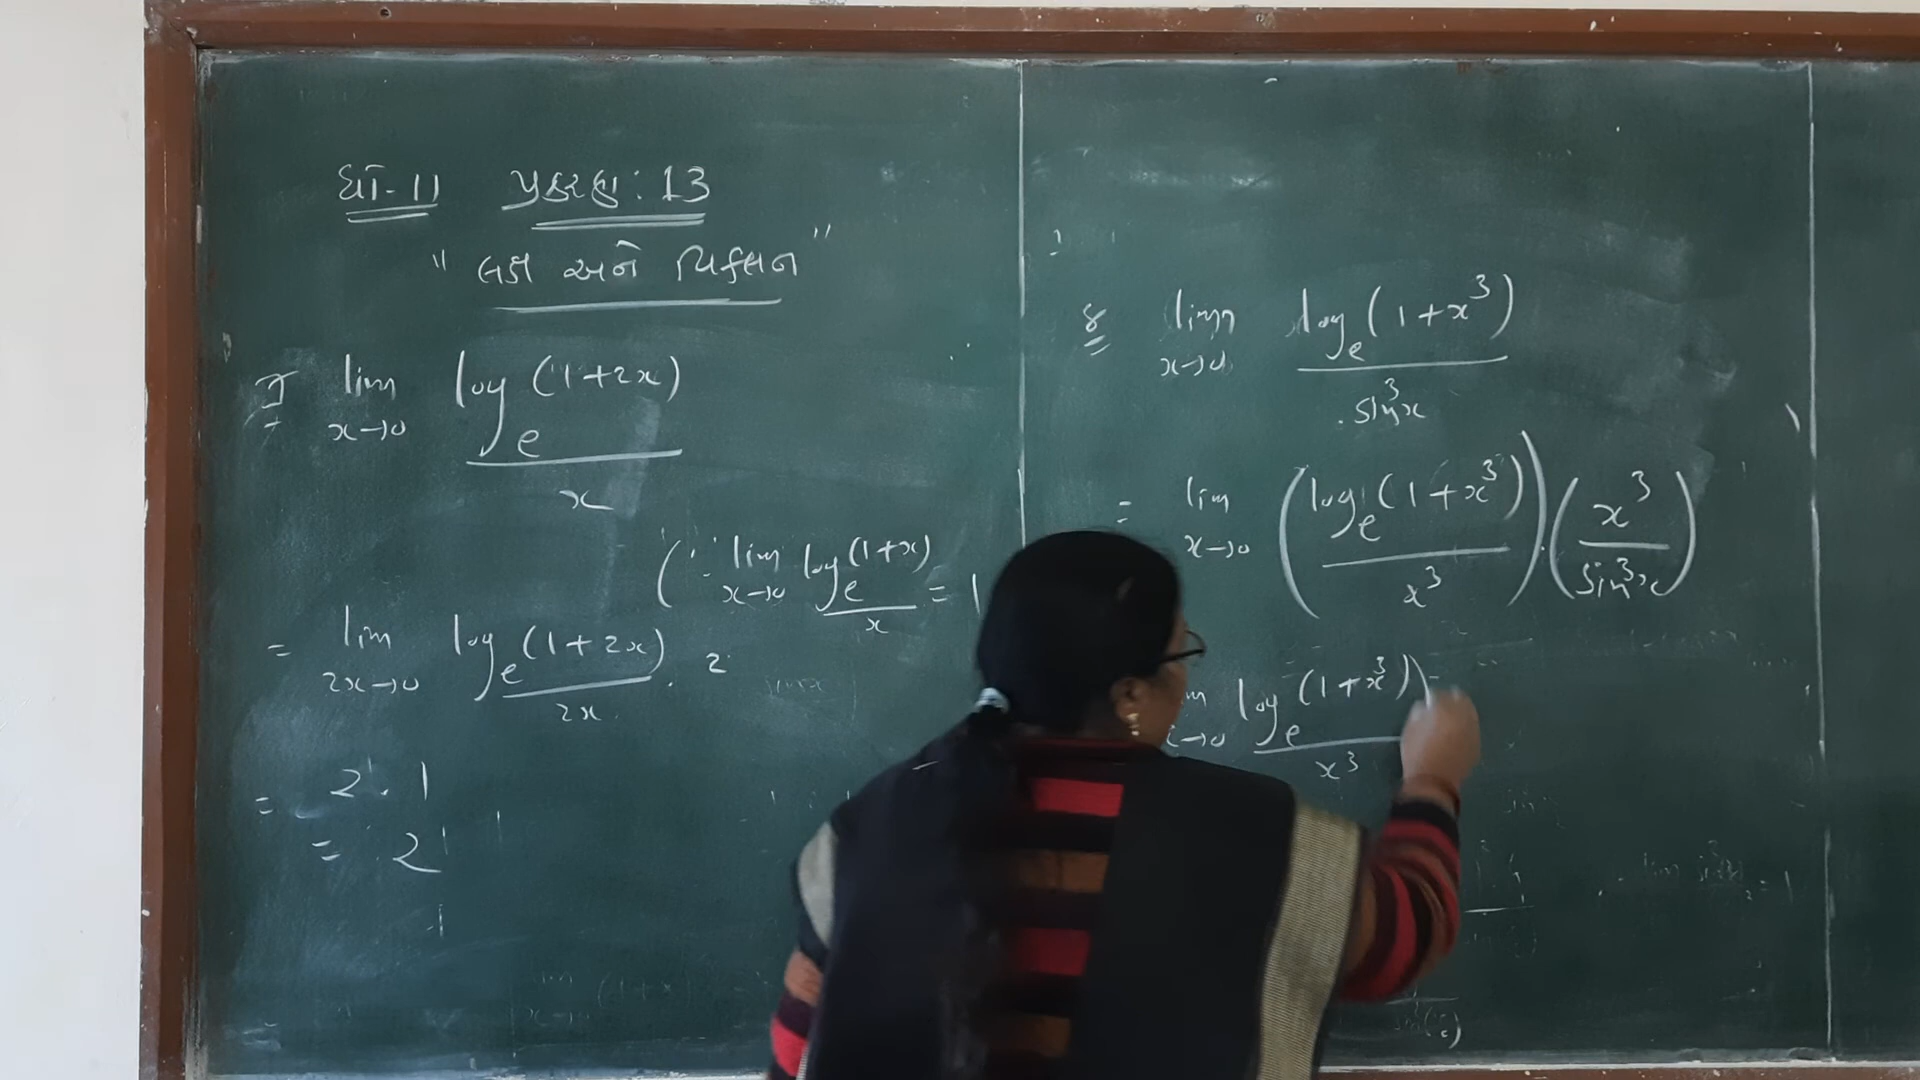 ધો-11 પ્રકરણ : 13
" લક્ષ અને વિકલન "
lim x→0 log_e(1+2x) / x
(∵ lim x→0 log_e(1+x) / x = 1
= lim 2x→0 log_e(1+2x) / 2x . 2
= 2 . 1
= 2
8 lim x→0 log_e(1+x³) / sin³x
= lim x→0 (log_e(1+x³) / x³) . (x³ / sin³x)
x→0 log_e(1+x³)) / x³